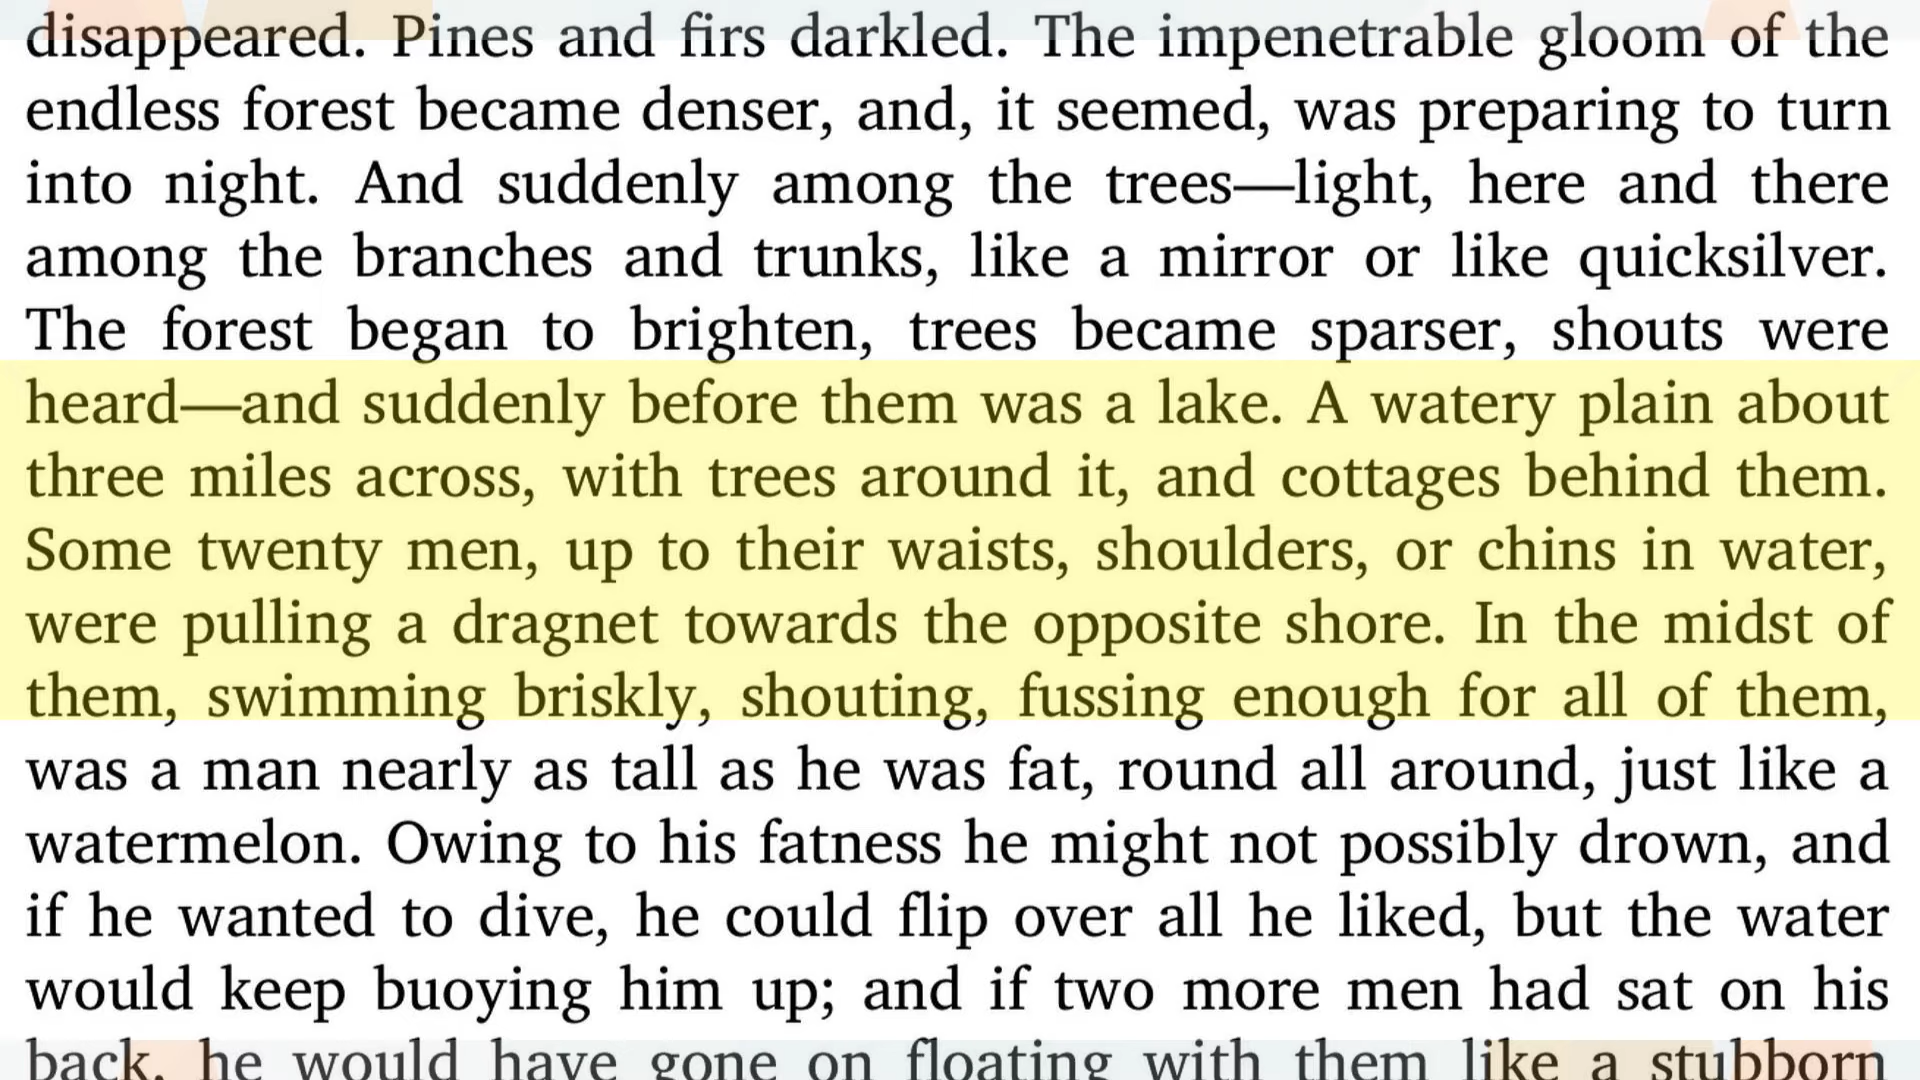 disappeared. Pines and firs darkled. The impenetrable gloom of the
endless forest became denser, and, it seemed, was preparing to turn
into night. And suddenly among the trees—light, here and there
among the branches and trunks, like a mirror or like quicksilver.
The forest began to brighten, trees became sparser, shouts were
heard—and suddenly before them was a lake. A watery plain about
three miles across, with trees around it, and cottages behind them.
Some twenty men, up to their waists, shoulders, or chins in water,
were pulling a dragnet towards the opposite shore. In the midst of
them, swimming briskly, shouting, fussing enough for all of them,
was a man nearly as tall as he was fat, round all around, just like a
watermelon. Owing to his fatness he might not possibly drown, and
if he wanted to dive, he could flip over all he liked, but the water
would keep buoying him up; and if two more men had sat on his
back, he would have gone on floating with them like a stubborn